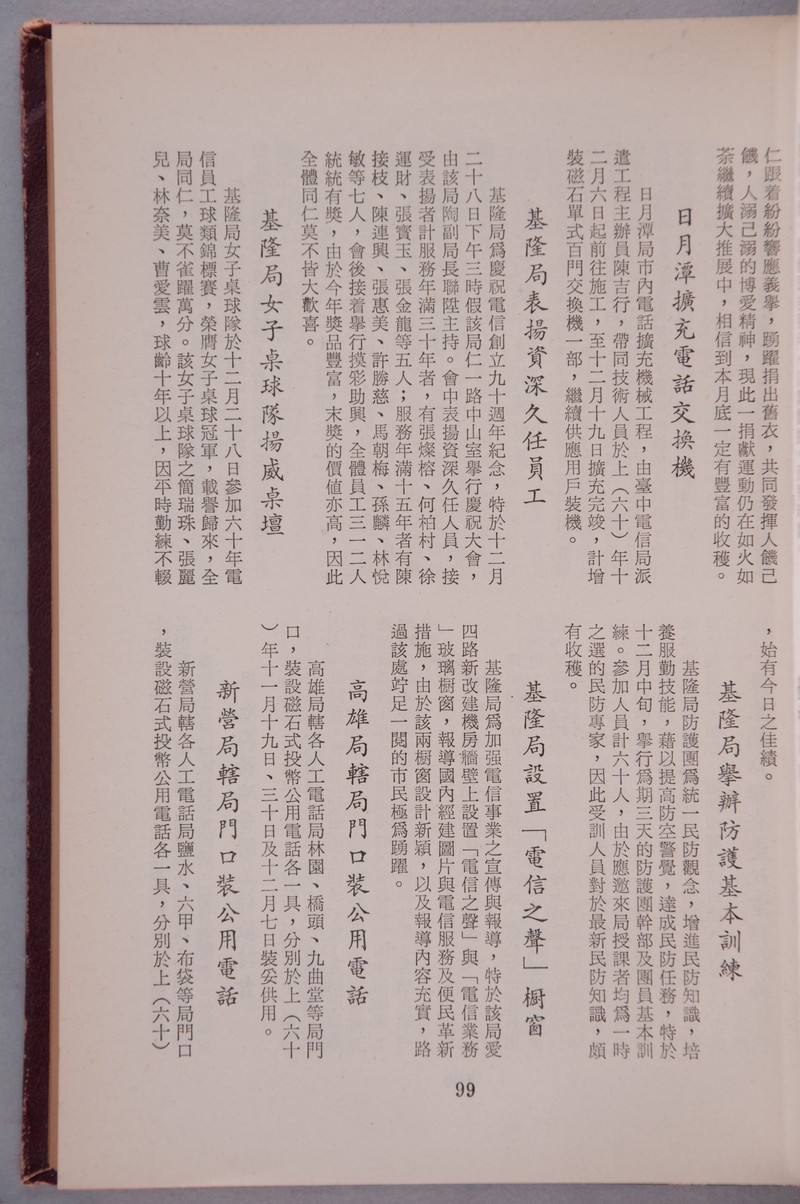 仁跟着紛紛響應義擧，踴躍捐出舊衣，共同發揮人饑己
饑，人溺己溺的博愛精神，現此一捐獻運動仍在如火如
荼繼續擴大推展中，相信到本月底一定有豐富的收穫。
日月潭擴充電話交換機
日月潭局市內電話擴充機械工程，由臺中電信局派
遣工程主辦員陳吉行，帶同技術人員於上（六十）年十
二月六日起前往施工，至十二月十九日擴充完竣，計增
裝磁石單式百門交換機一部，繼續供應用戶裝機。
基隆局表揚資深久任員工
基隆局爲慶祝電信創立九十週年紀念，特於十二月
二十八日下午三時假該局仁一路中山室舉行慶祝大會，
由該局陶副局長聯陞主持。會中表揚資深久任人員，接
受表揚者計服務年滿三十年者，有張燦榕、何柏村、徐
運財、張寶玉、張金龍等五人；服務年滿十五年者有陳
接枝、陳連興、張惠美、許勝慈、馬朝梅、孫麟、林悅
敏等七人，會後接着舉行摸彩助興，全體員工三一二人
統統有獎，由於今年獎品豐富，末獎的價値亦高，因此
全體同仁莫不皆大歡喜。
基隆局女子桌球隊揚威桌壇
基隆局女子桌球隊於十二月二十八日參加六十年電
信員工球類錦標賽，榮膺女子桌球冠軍，載譽歸來，全
局同仁，莫不雀躍萬分。該女子桌球隊之簡瑞珠、張麗
兒、林奈美、曹愛雲，球齡十年以上，因平時勤練不輟
，始有今日之佳績。
基隆局舉辦防護基本訓練
基隆局防護團爲統一民防觀念，增進民防知識，培
養服勤技能，藉以提高防空警覺，達成民防任務，特於
十二月中旬，舉行爲期三天的防護團幹部及團員基本訓
練。參加人員計六十人，由於應邀來局授課者均爲一時
之選的民防專家，因此受訓人員對於最新民防知識，頗
有收穫。
基隆局設置「電信之聲」橱窗
基隆局爲加强電信事業之宣傳與報導，特於該局愛
四路新改建機房牆壁上設置「電信之聲」與「電信業務
」玻璃橱窗，報導國內經建圖片與電信服務及便民革新
措施，由於該兩橱窗設計新穎，以及報導內容充實，路
過該處竚足一閱的市民極爲踴躍。
高雄局轄局門口裝公用電話
高雄局轄各人工電話局林園、橋頭、九曲堂等局門
口，裝設磁石式投幣公用電話各一具，分別於上（六十
）年十一月十九日、三十日及十二月七日裝妥供用。
新營局轄局門口裝公用電話
新營局轄各人工電話局鹽水、六甲、布袋等局門口
，裝設磁石式投幣公用電話各一具，分別於上（六十）
99